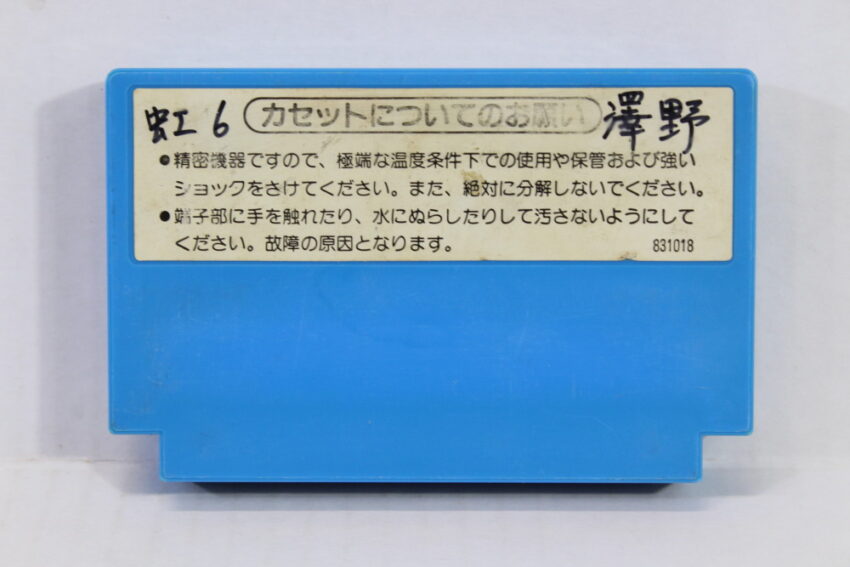 虹 6 カセットについてのお願い 澤野
●精密機器ですので、極端な温度条件下での使用や保管および強い
ショックをさけてください。また、絶対に分解しないでください。
●端子部に手を触れたり、水にぬらしたりして汚さないようにして
ください。故障の原因となります。 831018